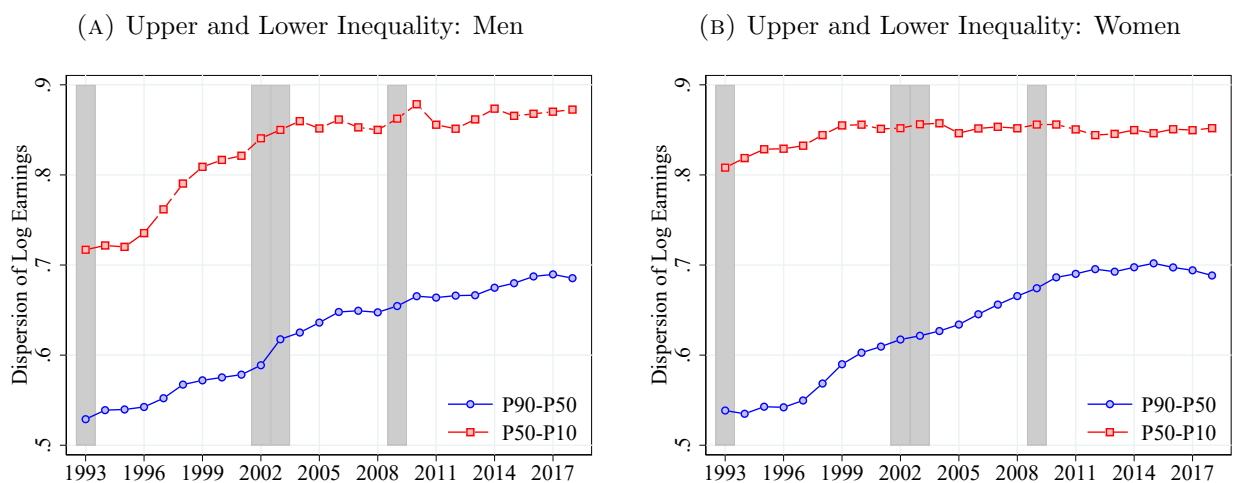 (A) Upper and Lower Inequality: Men
Dispersion of Log Earnings
.9
.8
.7
.6
.5
P90-P50
P50-P10
1993 1996 1999 2002 2005 2008 2011 2014 2017
(B) Upper and Lower Inequality: Women
Dispersion of Log Earnings
.9
.8
.7
.6
.5
P90-P50
P50-P10
1993 1996 1999 2002 2005 2008 2011 2014 2017